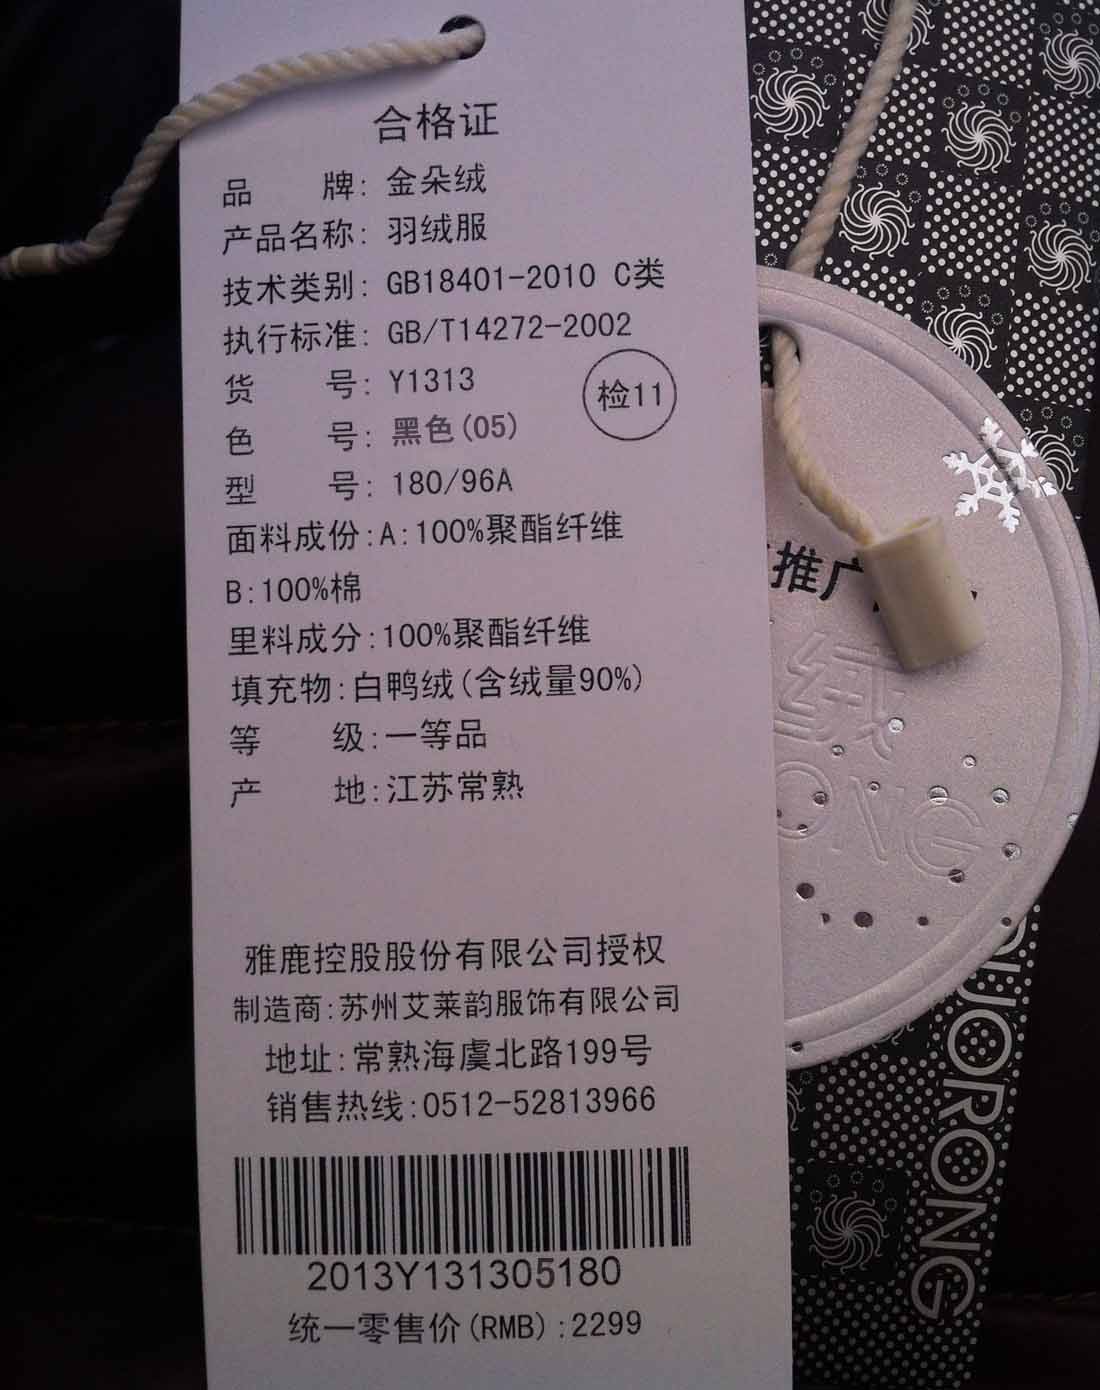 合格证
品 牌: 金朵绒
产品名称: 羽绒服
技术类别: GB18401-2010 C类
执行标准: GB/T14272-2002
货 号: Y1313
检11
色 号: 黑色(05)
型 号: 180/96A
面料成份:A:100%聚酯纤维
B:100%棉
里料成分:100%聚酯纤维
填充物:白鸭绒(含绒量90%)
等 级:一等品
产 地:江苏常熟
雅鹿控股股份有限公司授权
制造商:苏州艾莱韵服饰有限公司
地址:常熟海虞北路199号
销售热线:0512-52813966
2013Y131305180
统一零售价(RMB):2299
推广
绒
ONG
IJORONG